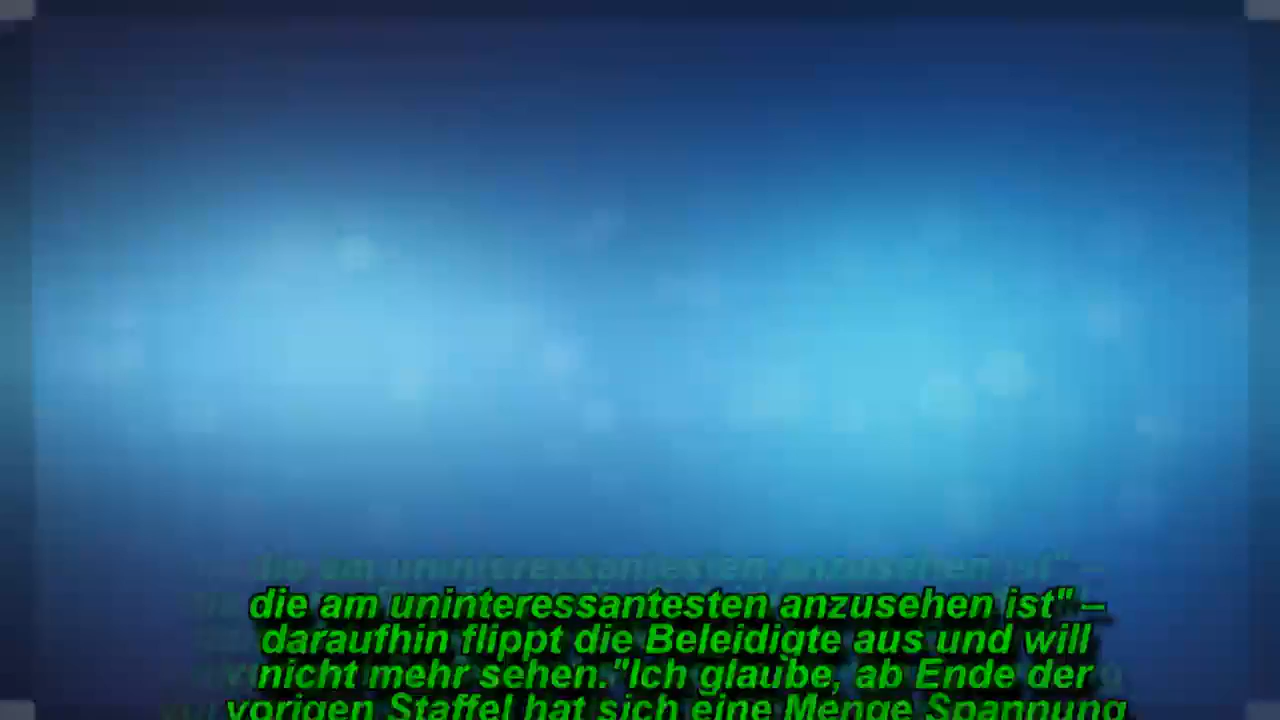 die am uninteressantesten anzusehen ist" –
daraufhin flippt die Beleidigte aus und will
nicht mehr sehen."Ich glaube, ab Ende der
vorigen Staffel hat sich eine Menge Spannung